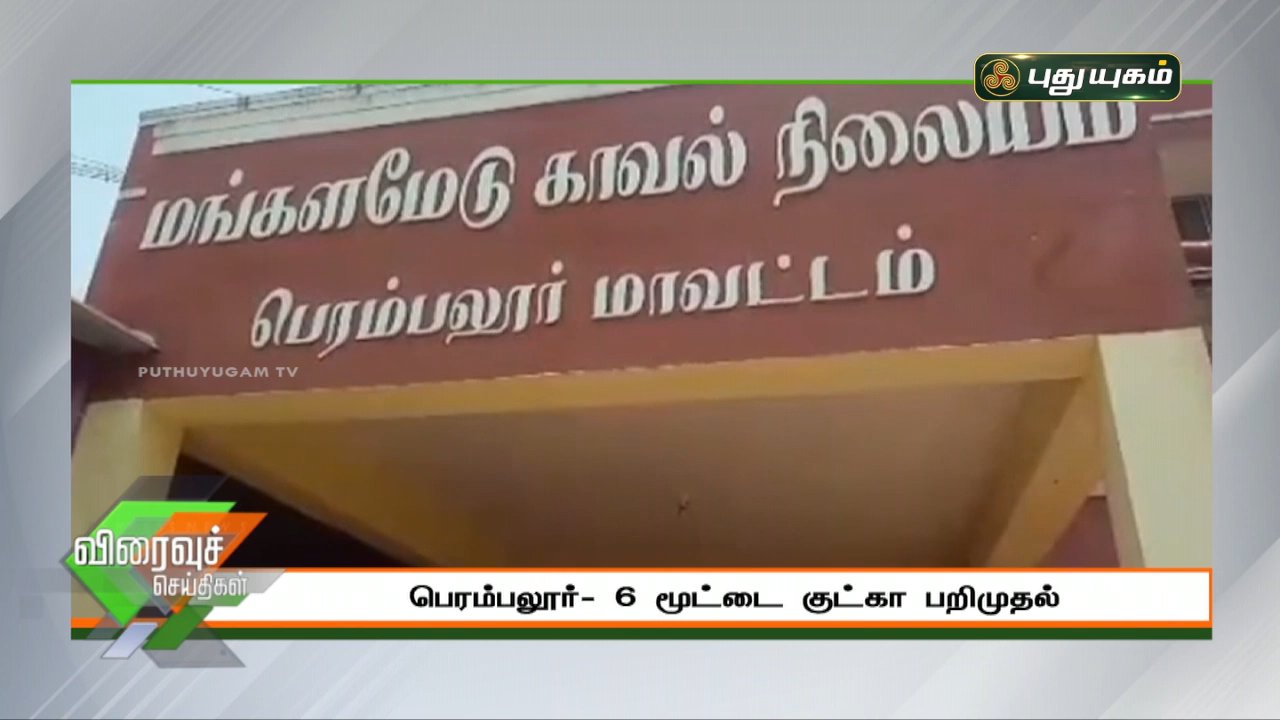 புதுயுகம்
மங்களமேடு காவல் நிலையம்
பெரம்பலூர் மாவட்டம்
PUTHUYUGAM TV
விரைவுச்
செய்திகள்
பெரம்பலூர்- 6 மூட்டை குட்கா பறிமுதல்